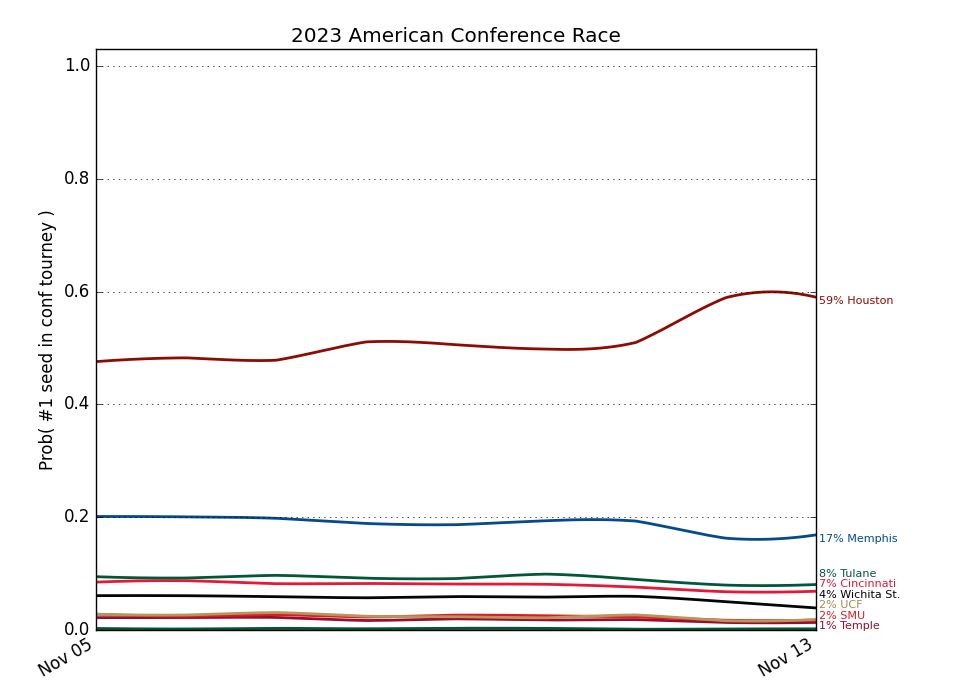 2023 American Conference Race
1.0
0.8
0.6
0.4
0.2
0.0
Prob( #1 seed in conf tourney )
59% Houston
17% Memphis
8% Tulane
7% Cincinnati
4% Wichita St.
2% UCF
2% SMU
1% Temple
Nov 05
Nov 13